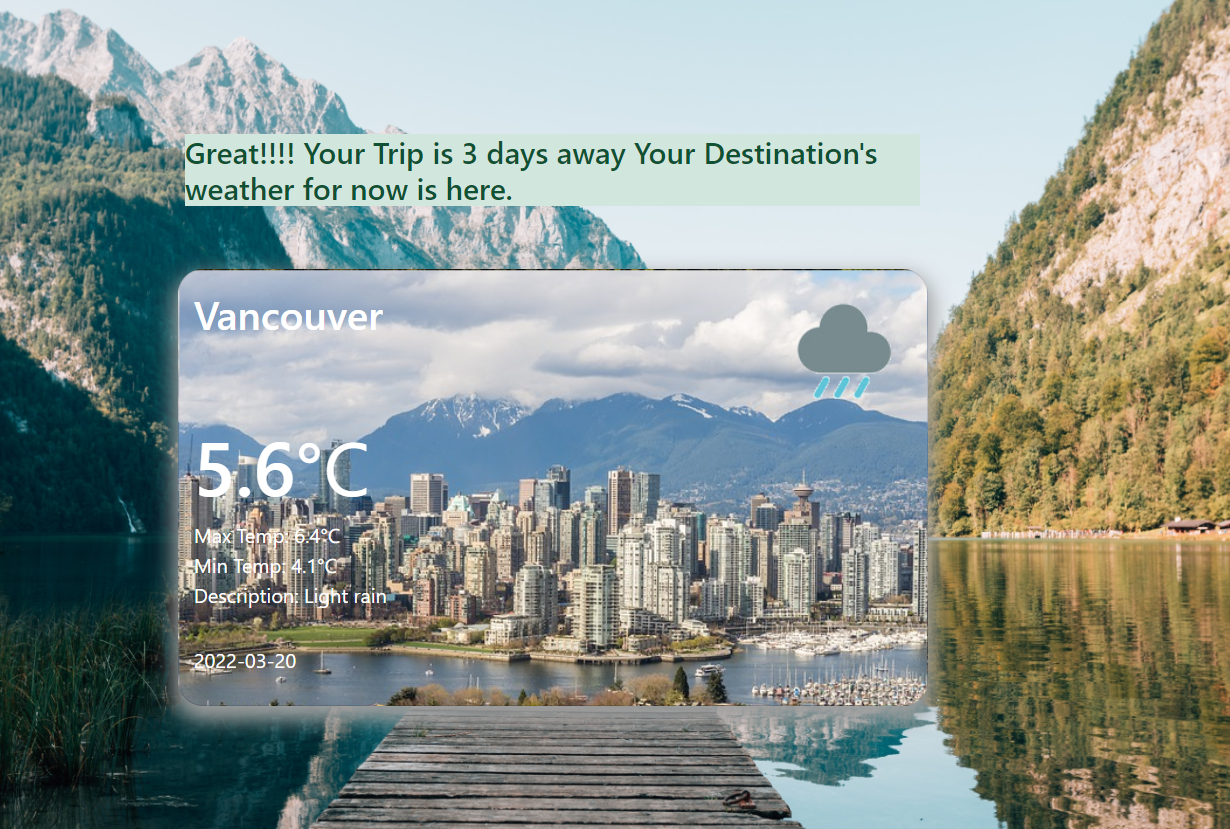 Great!!!! Your Trip is 3 days away Your Destination's
weather for now is here.
Vancouver
5.6°C
Max Temp: 6.4°C
Min Temp: 4.1°C
Description: Light rain
2022-03-20